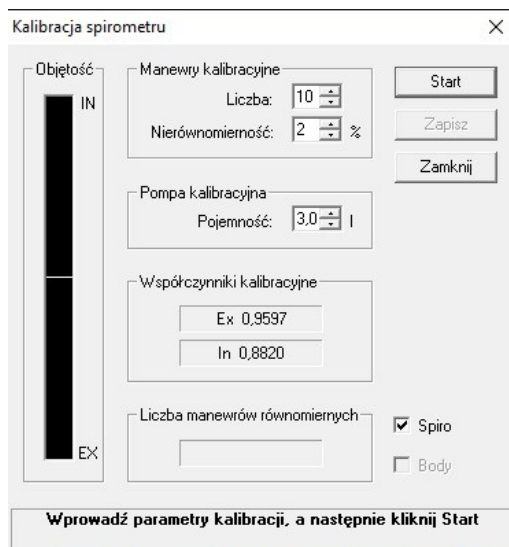 Kalibracja spirometru
Objętość
IN
EX
Manewry kalibracyjne
Liczba: 10
Nierównomierność: 2 %
Pompa kalibracyjna
Pojemność: 3,0 l
Współczynniki kalibracyjne
Ex 0,9597
In 0,8820
Liczba manewrów równomiernych
Start
Zapisz
Zamknij
Spiro
Body
Wprowadź parametry kalibracji, a następnie kliknij Start